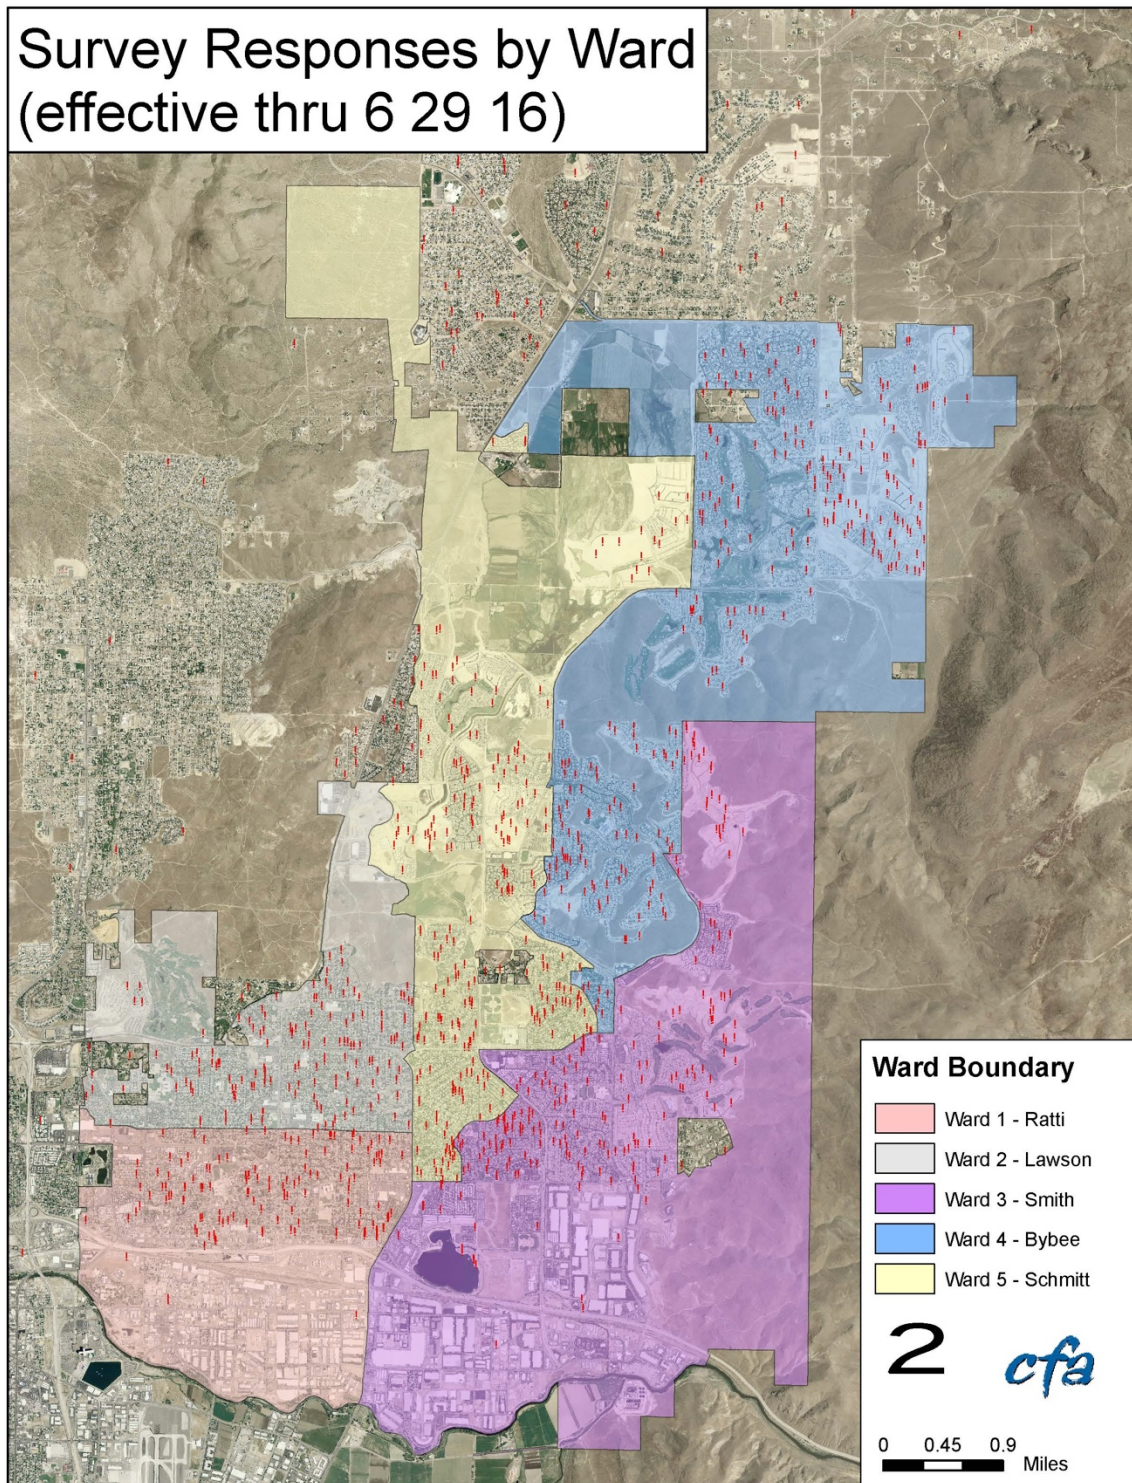 Survey Responses by Ward
(effective thru 6 29 16)
Ward Boundary
Ward 1 - Ratti
Ward 2 - Lawson
Ward 3 - Smith
Ward 4 - Bybee
Ward 5 - Schmitt
2
cfa
0 0.45 0.9
Miles